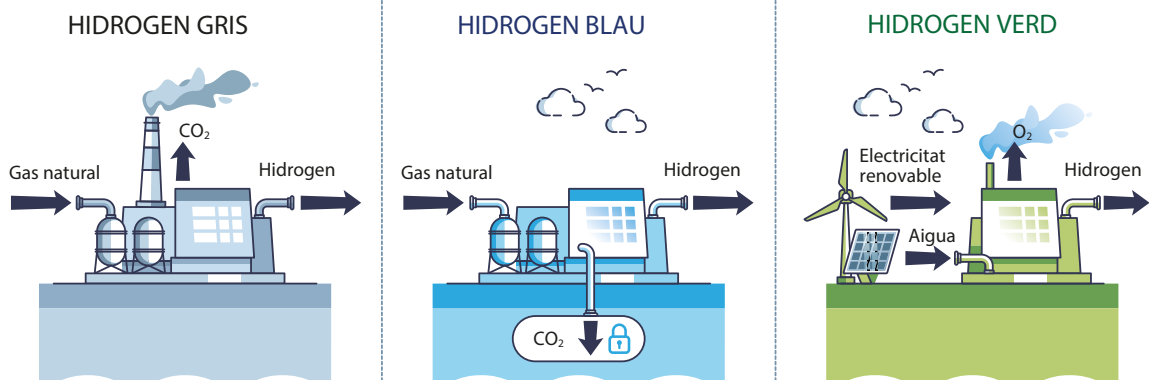 HIDROGEN GRIS
CO₂
Gas natural
Hidrogen
HIDROGEN BLAU
Gas natural
Hidrogen
CO₂
HIDROGEN VERD
O₂
Electricitat
renovable
Hidrogen
Aigua